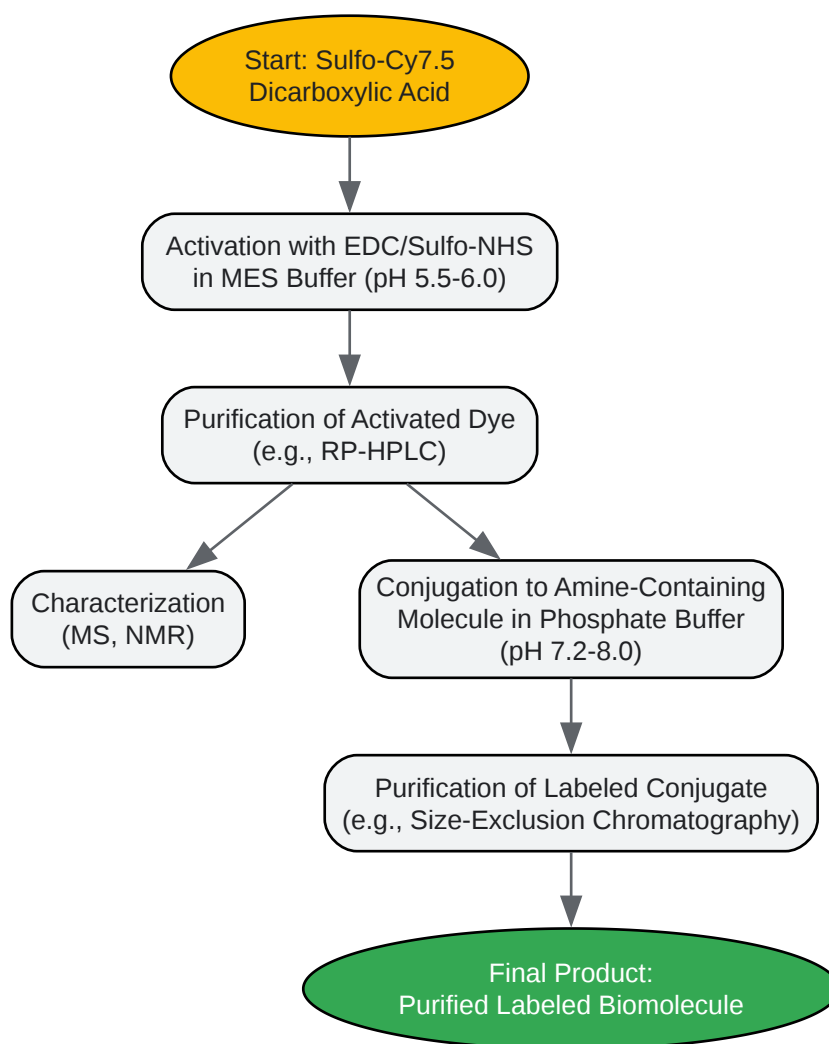 Start: Sulfo-Cy7.5
Dicarboxylic Acid
Activation with EDC/Sulfo-NHS
in MES Buffer (pH 5.5-6.0)
Purification of Activated Dye
(e.g., RP-HPLC)
Characterization
(MS, NMR)
Conjugation to Amine-Containing
Molecule in Phosphate Buffer
(pH 7.2-8.0)
Purification of Labeled Conjugate
(e.g., Size-Exclusion Chromatography)
Final Product:
Purified Labeled Biomolecule